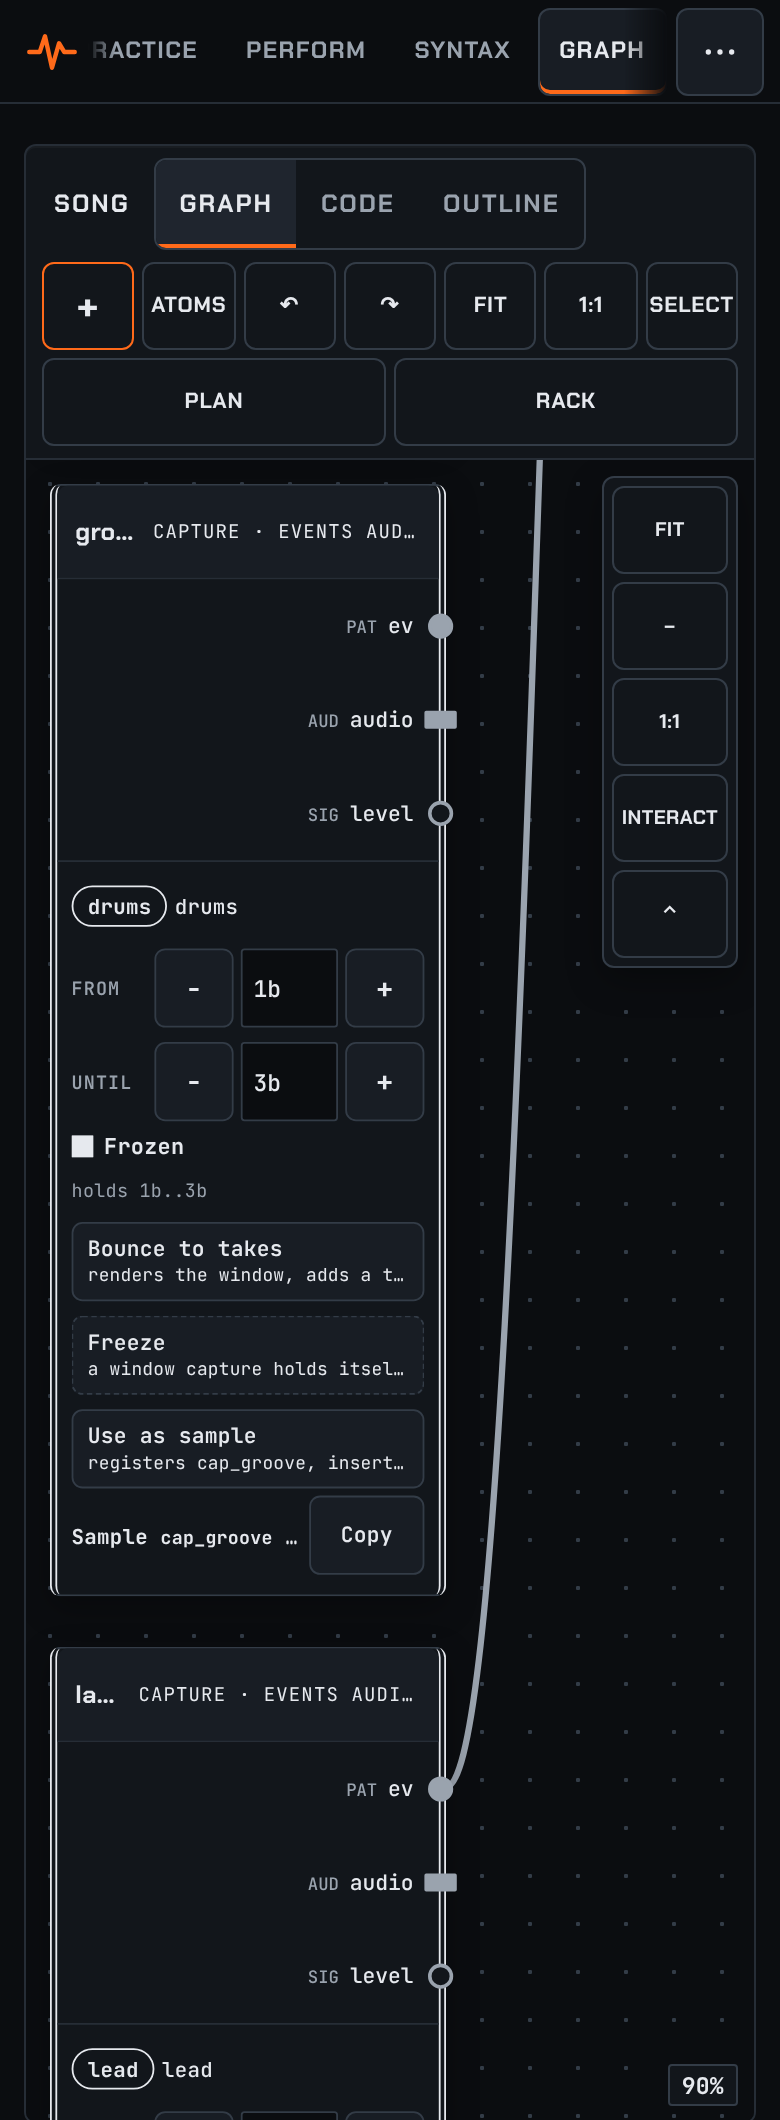 RACTICE PERFORM SYNTAX GRAPH ...
SONG GRAPH CODE OUTLINE
+ ATOMS ↶ ↷ FIT 1:1 SELECT
PLAN RACK
gro… CAPTURE · EVENTS AUD…
PAT ev
AUD audio
SIG level
drums drums
FROM - 1b +
UNTIL - 3b +
Frozen
holds 1b..3b
Bounce to takes
renders the window, adds a t…
Freeze
a window capture holds itsel…
Use as sample
registers cap_groove, insert…
Sample cap_groove … Copy
FIT
–
1:1
INTERACT
^
la… CAPTURE · EVENTS AUDI…
PAT ev
AUD audio
SIG level
lead lead
90%